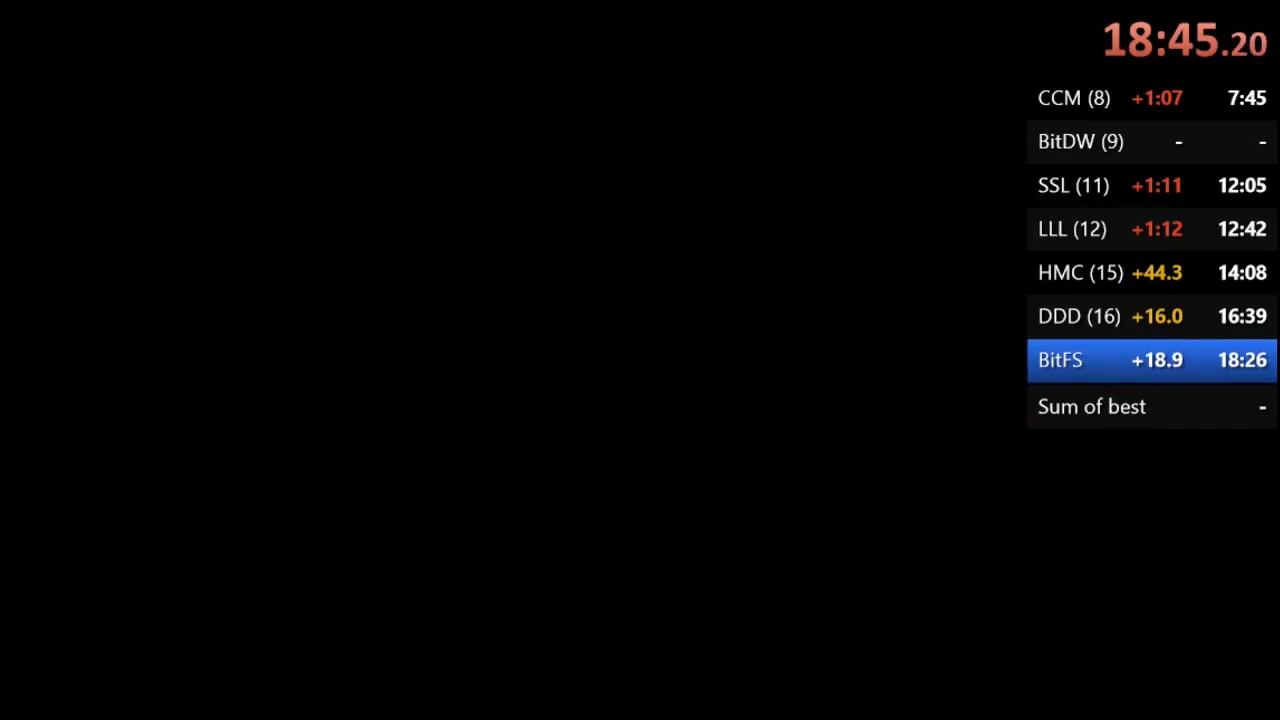 18:45.20
CCM (8) +1:07 7:45
BitDW (9) - -
SSL (11) +1:11 12:05
LLL (12) +1:12 12:42
HMC (15) +44.3 14:08
DDD (16) +16.0 16:39
BitFS +18.9 18:26
Sum of best -